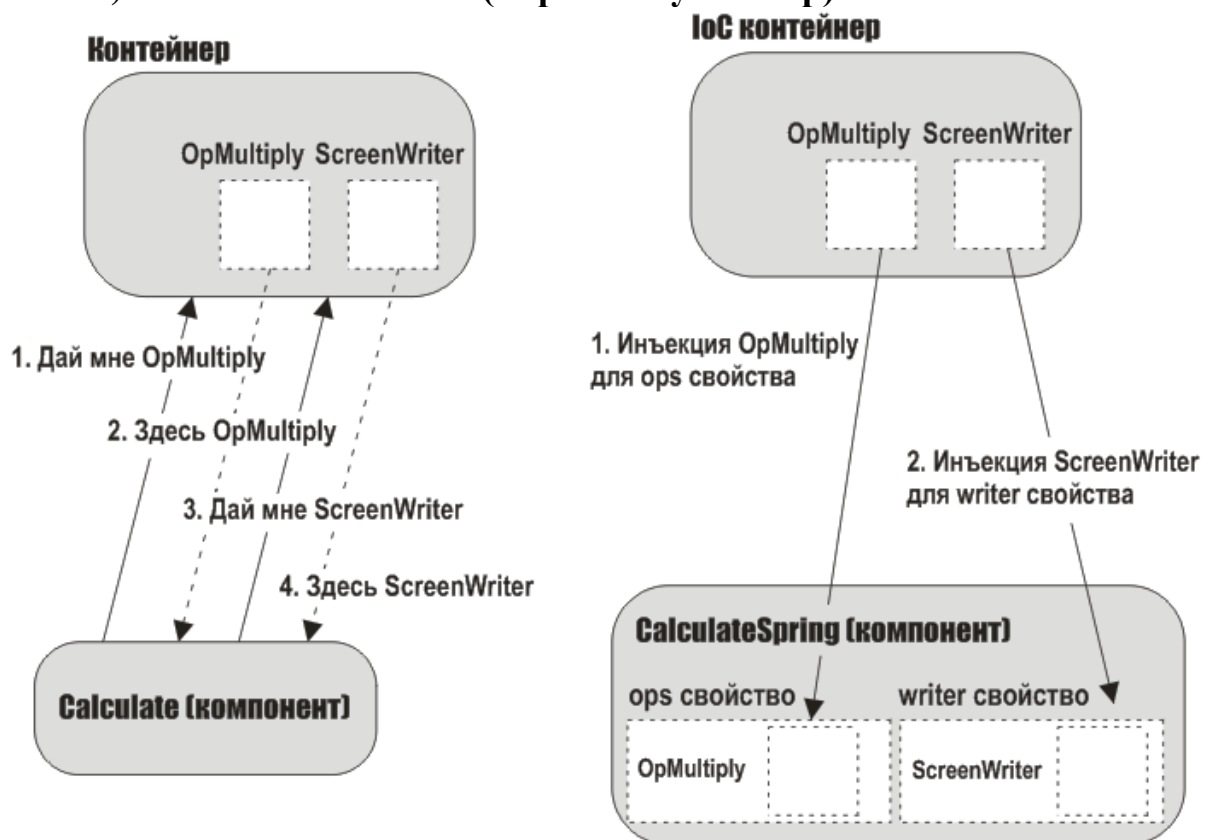 Контейнер
OpMultiply ScreenWriter
1. Дай мне OpMultiply
2. Здесь OpMultiply
3. Дай мне ScreenWriter
4. Здесь ScreenWriter
Calculate (компонент)
IoC контейнер
OpMultiply ScreenWriter
1. Инъекция OpMultiply
для ops свойства
2. Инъекция ScreenWriter
для writer свойства
CalculateSpring (компонент)
ops свойство writer свойство
OpMultiply ScreenWriter